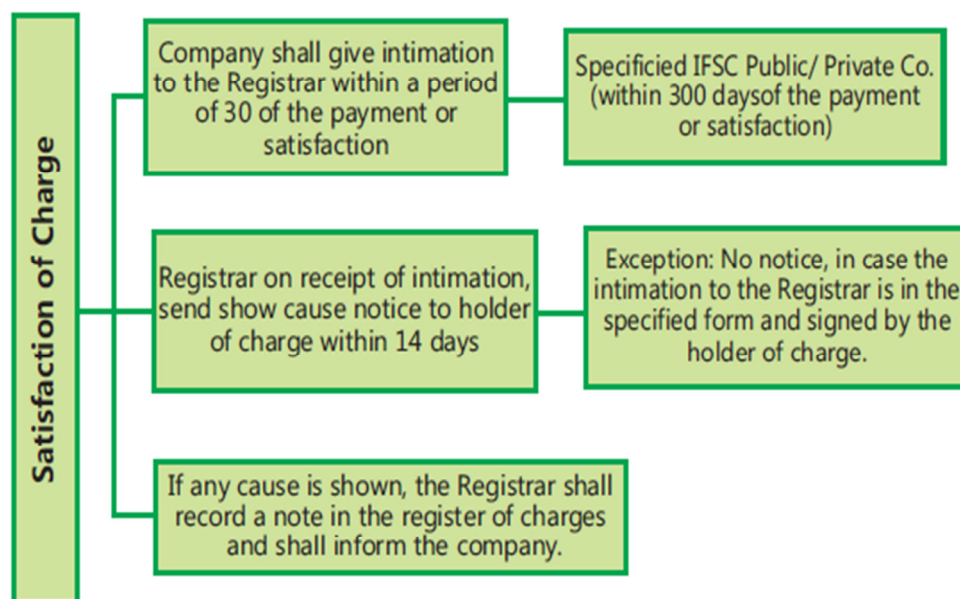 Satisfaction of Charge
Company shall give intimation
to the Registrar within a period
of 30 of the payment or
satisfaction
Specificied IFSC Public/ Private Co.
(within 300 daysof the payment
or satisfaction)
Registrar on receipt of intimation,
send show cause notice to holder
of charge within 14 days
Exception: No notice, in case the
intimation to the Registrar is in the
specified form and signed by the
holder of charge.
If any cause is shown, the Registrar shall
record a note in the register of charges
and shall inform the company.